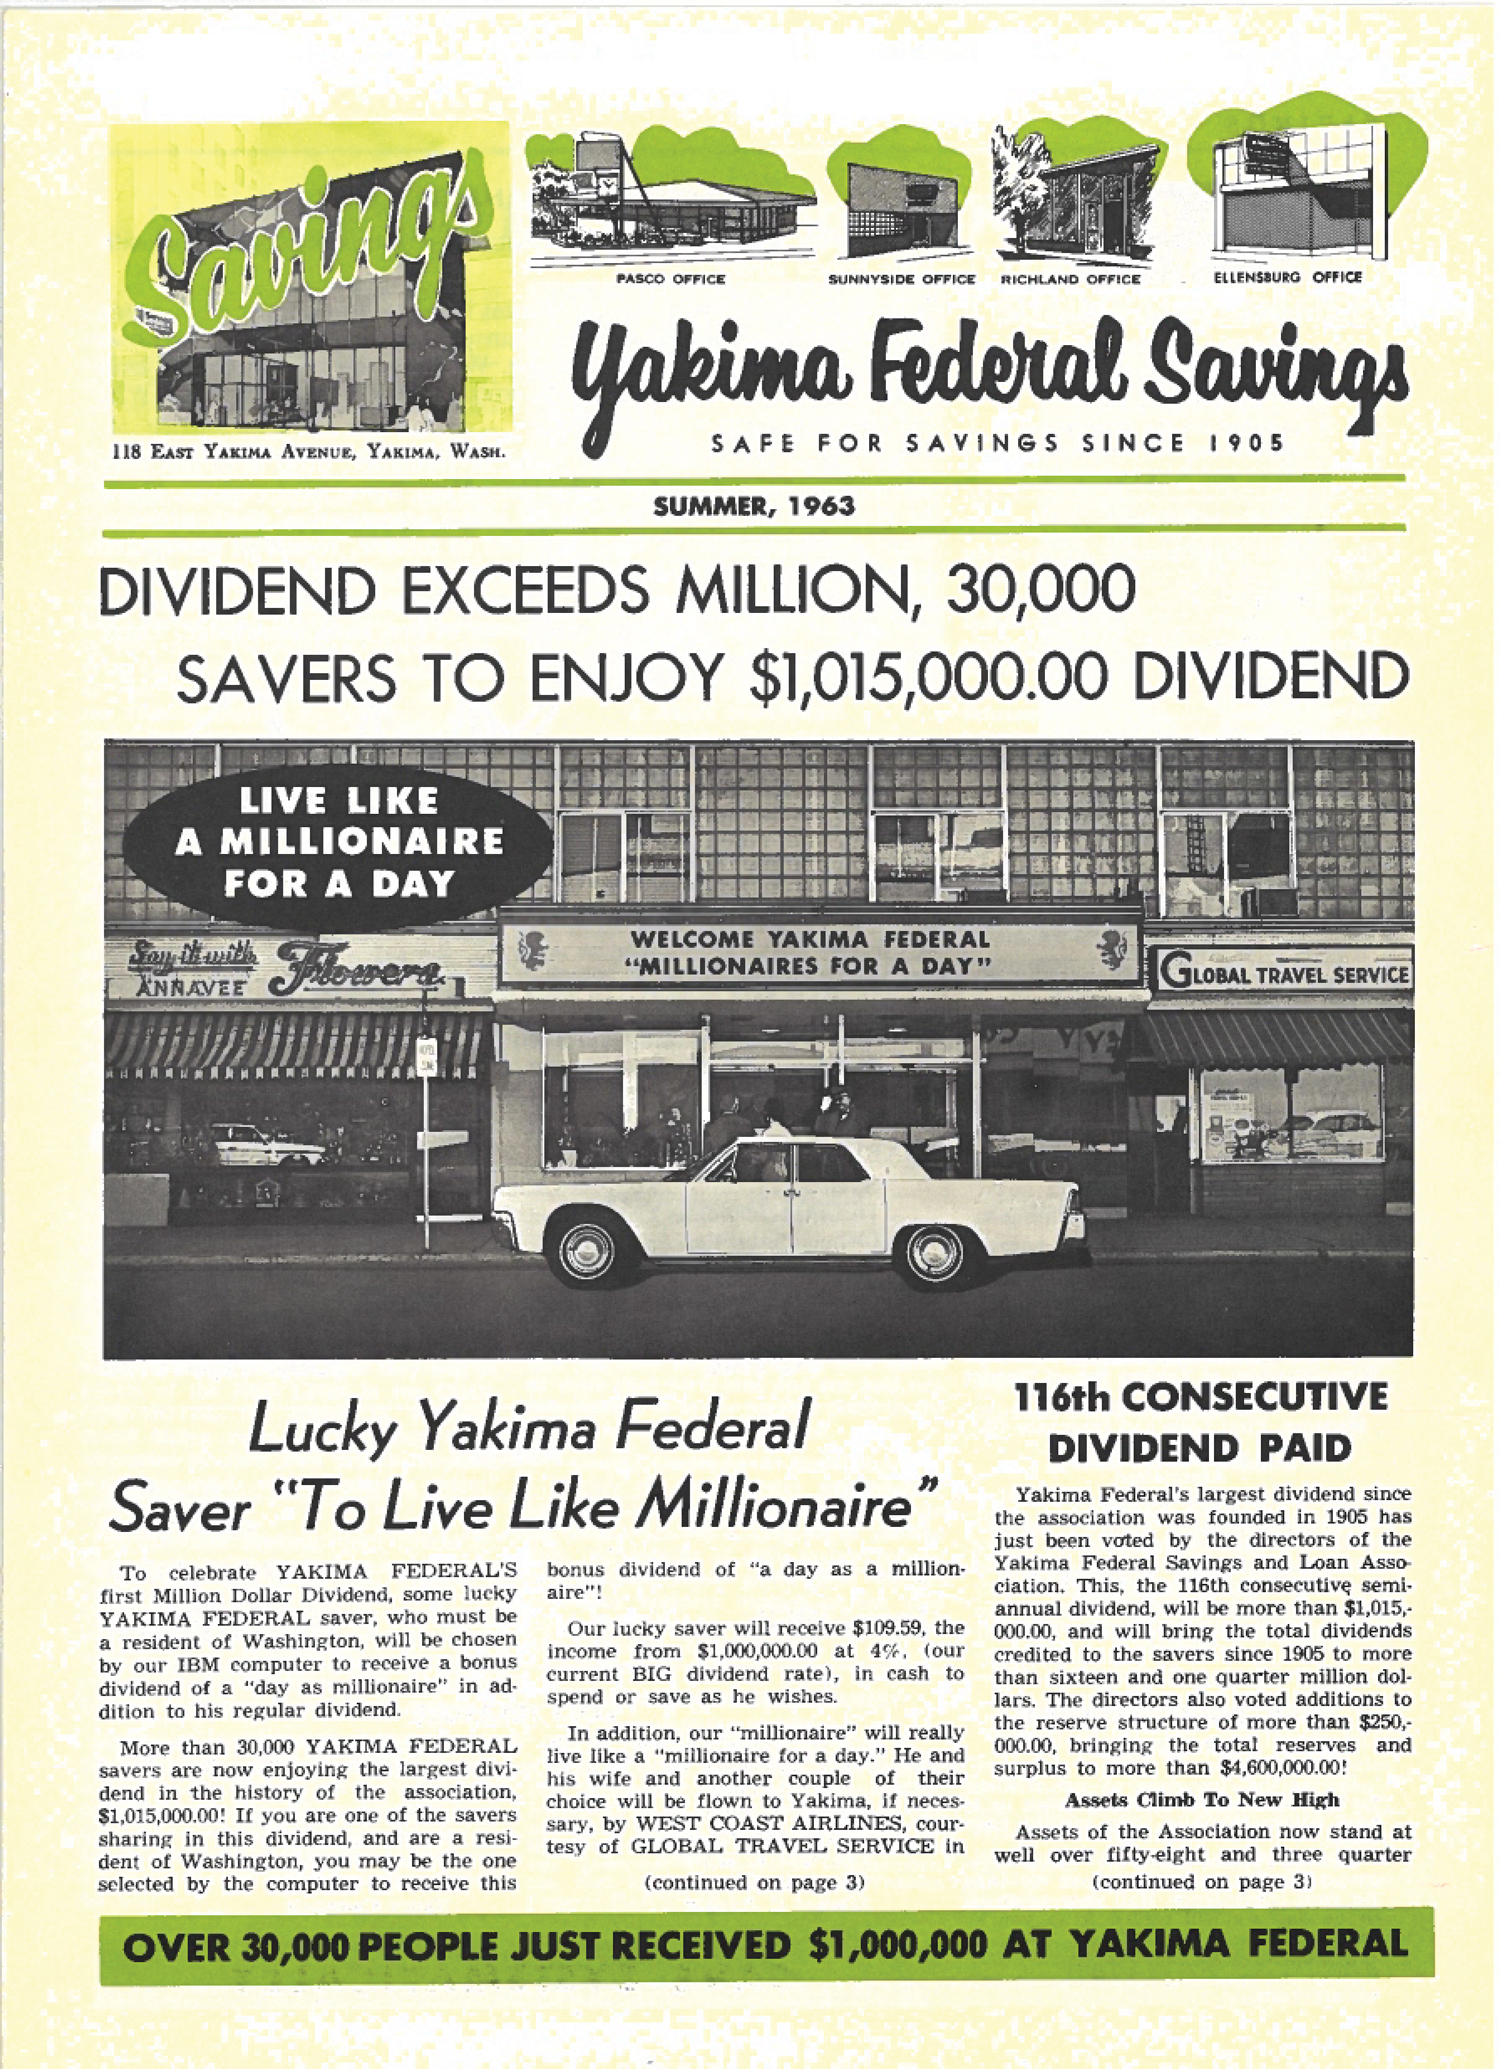 Savings
118 EAST YAKIMA AVENUE, YAKIMA, WASH.
PASCO OFFICE
SUNNYSIDE OFFICE
RICHLAND OFFICE
ELLENSBURG OFFICE
Yakima Federal Savings
SAFE FOR SAVINGS SINCE 1905
SUMMER, 1963
DIVIDEND EXCEEDS MILLION, 30,000
SAVERS TO ENJOY $1,015,000.00 DIVIDEND
LIVE LIKE
A MILLIONAIRE
FOR A DAY
Say it with
ANNAVEE
Flowers
WELCOME YAKIMA FEDERAL
"MILLIONAIRES FOR A DAY"
GLOBAL TRAVEL SERVICE
Lucky Yakima Federal
Saver "To Live Like Millionaire"
To celebrate YAKIMA FEDERAL'S
first Million Dollar Dividend, some lucky
YAKIMA FEDERAL saver, who must be
a resident of Washington, will be chosen
by our IBM computer to receive a bonus
dividend of a "day as millionaire" in ad-
dition to his regular dividend.
More than 30,000 YAKIMA FEDERAL
savers are now enjoying the largest divi-
dend in the history of the association,
$1,015,000.00! If you are one of the savers
sharing in this dividend, and are a resi-
dent of Washington, you may be the one
selected by the computer to receive this
bonus dividend of "a day as a million-
aire"!
Our lucky saver will receive $109.59, the
income from $1,000,000.00 at 4%, (our
current BIG dividend rate), in cash to
spend or save as he wishes.
In addition, our "millionaire" will really
live like a "millionaire for a day." He and
his wife and another couple of their
choice will be flown to Yakima, if neces-
sary, by WEST COAST AIRLINES, cour-
tesy of GLOBAL TRAVEL SERVICE in
(continued on page 3)
116th CONSECUTIVE
DIVIDEND PAID
Yakima Federal's largest dividend since
the association was founded in 1905 has
just been voted by the directors of the
Yakima Federal Savings and Loan Asso-
ciation. This, the 116th consecutive semi-
annual dividend, will be more than $1,015,-
000.00, and will bring the total dividends
credited to the savers since 1905 to more
than sixteen and one quarter million dol-
lars. The directors also voted additions to
the reserve structure of more than $250,-
000.00, bringing the total reserves and
surplus to more than $4,600,000.00!
Assets Climb To New High
Assets of the Association now stand at
well over fifty-eight and three quarter
(continued on page 3)
OVER 30,000 PEOPLE JUST RECEIVED $1,000,000 AT YAKIMA FEDERAL